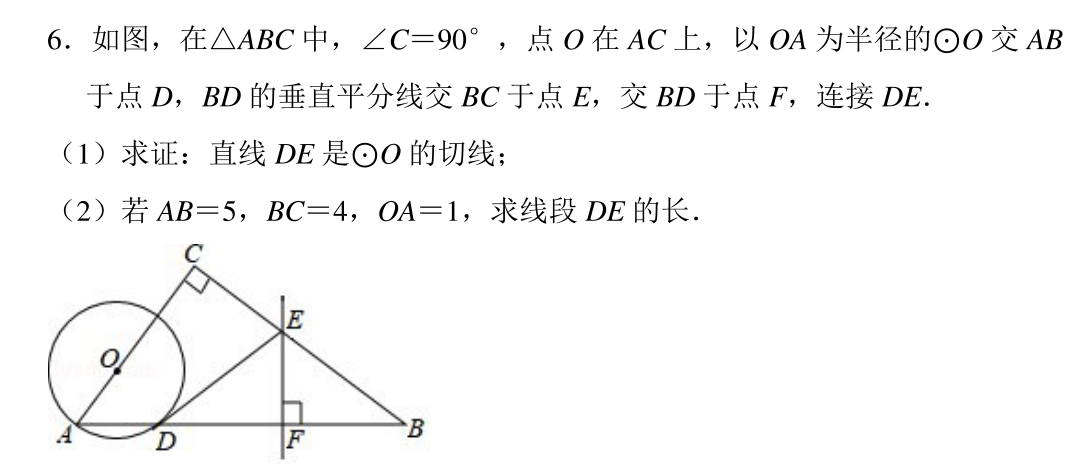 6．如图，在△ABC中，∠C＝90°，点O在AC上，以OA为半径的⊙O交AB
于点D，BD的垂直平分线交BC于点E，交BD于点F，连接DE．
（1）求证：直线DE是⊙O的切线；
（2）若AB＝5，BC＝4，OA＝1，求线段DE的长．
C
E
O
A
D
F
B